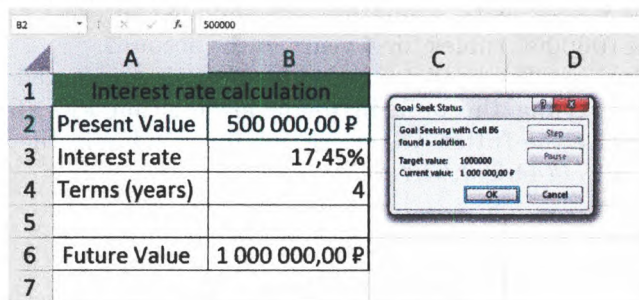 B2 fx 500000
A B C D
1 Interest rate calculation
2 Present Value 500 000,00 ₽
3 Interest rate 17,45%
4 Terms (years) 4
5
6 Future Value 1 000 000,00 ₽
7
Goal Seek Status
Goal Seeking with Cell B6
found a solution.
Step
Target value: 1000000
Pause
Current value: 1 000 000,00 ₽
OK Cancel